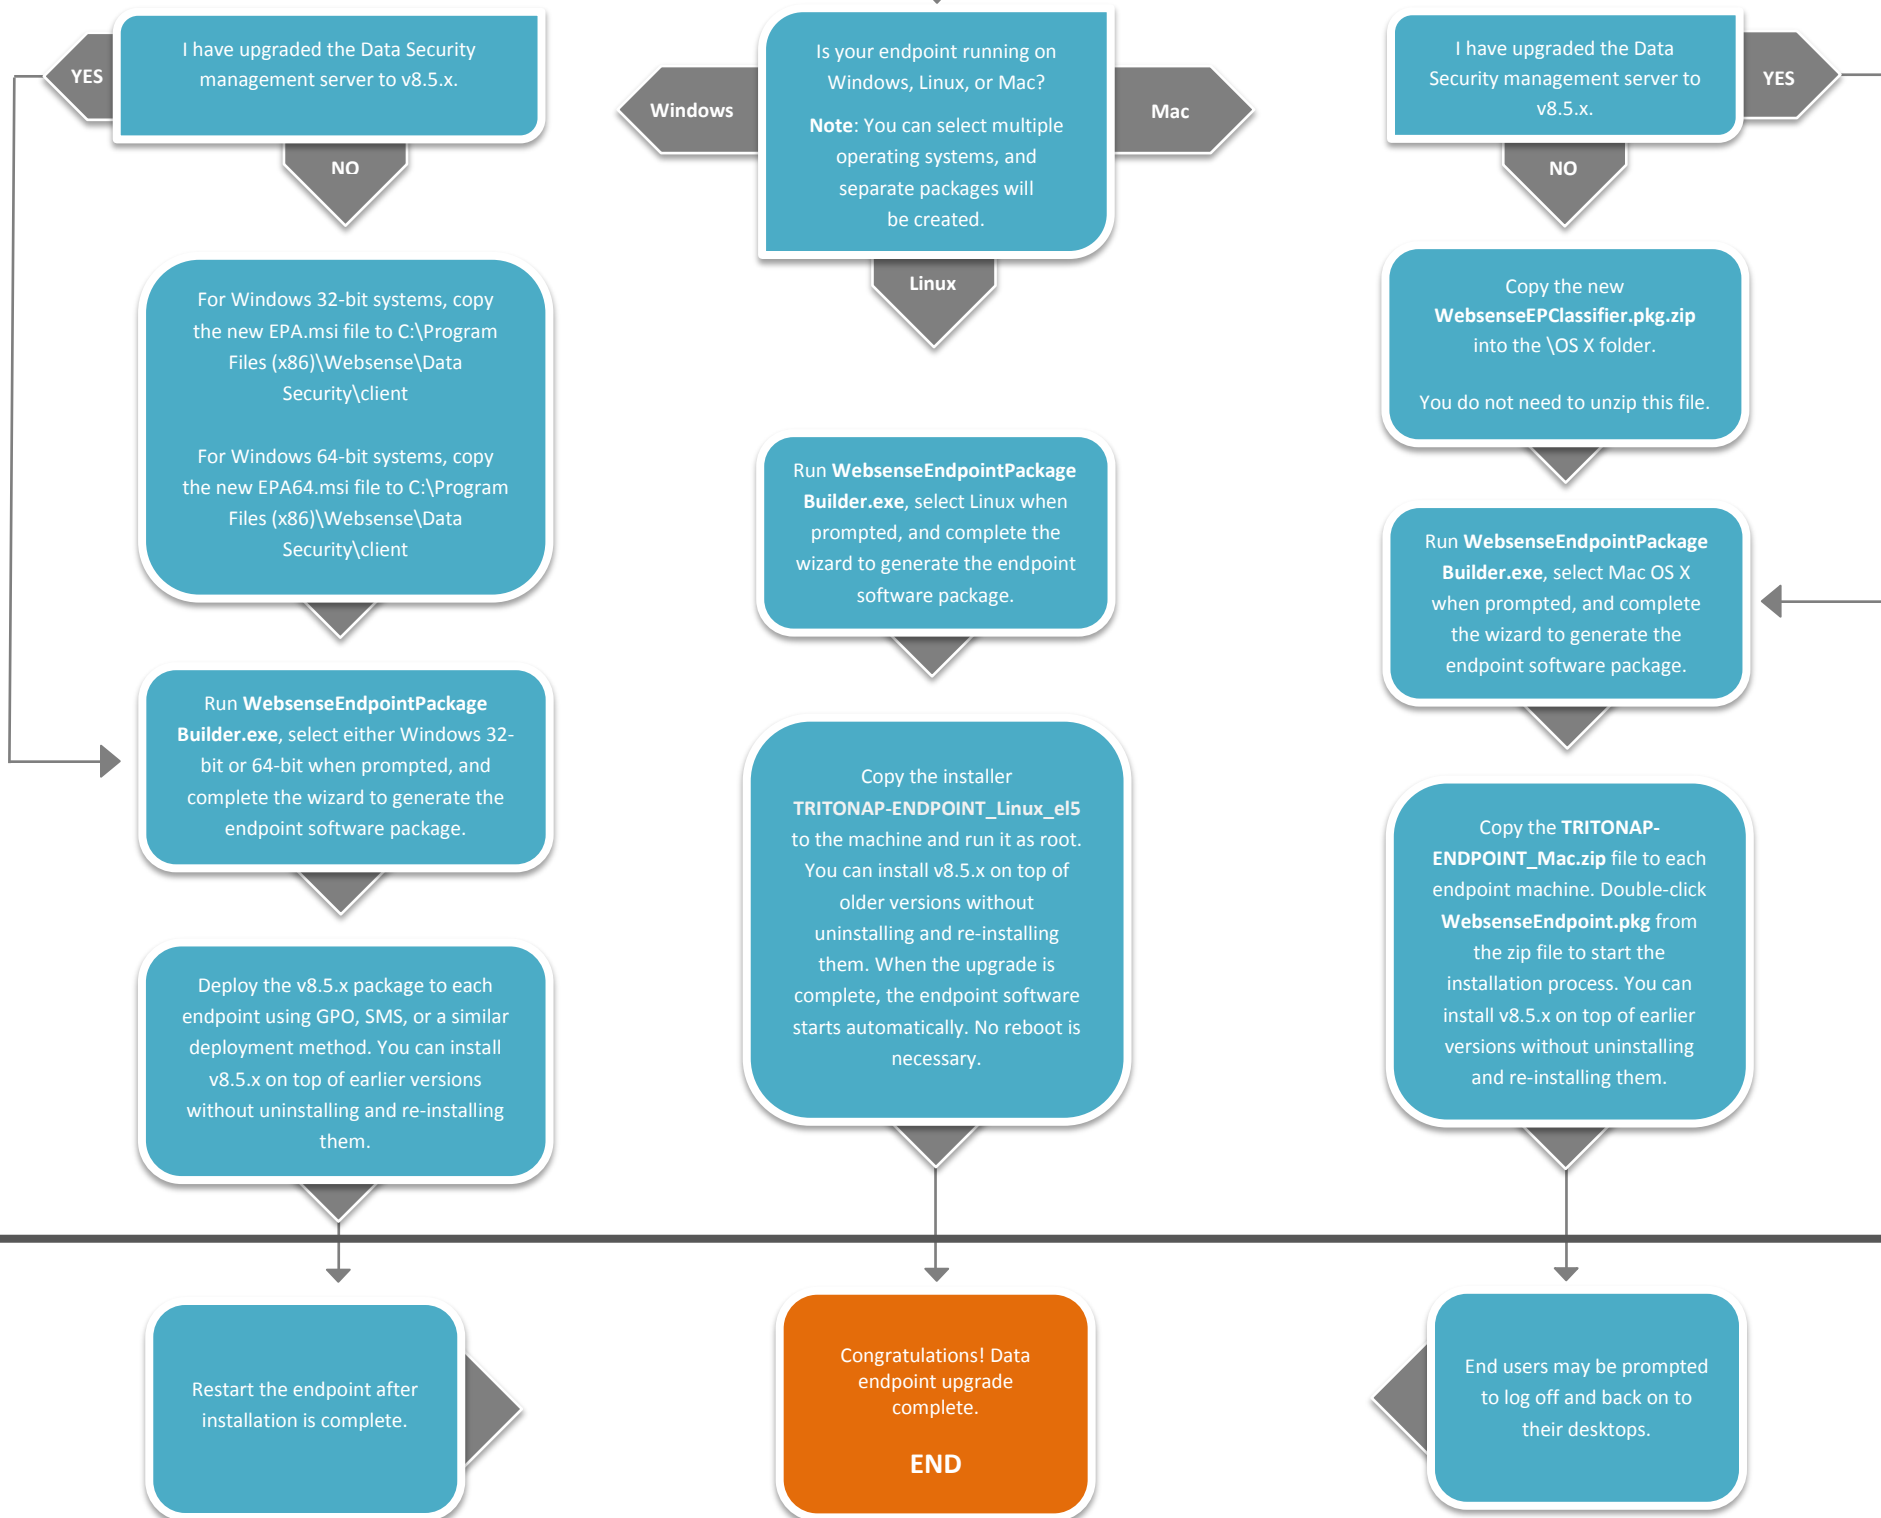 I have upgraded the Data Security
management server to v8.5.x.
YES
NO
For Windows 32-bit systems, copy
the new EPA.msi file to C:\Program
Files (x86)\Websense\Data
Security\client
For Windows 64-bit systems, copy
the new EPA64.msi file to C:\Program
Files (x86)\Websense\Data
Security\client
Run WebsenseEndpointPackage
Builder.exe, select either Windows 32-
bit or 64-bit when prompted, and
complete the wizard to generate the
endpoint software package.
Deploy the v8.5.x package to each
endpoint using GPO, SMS, or a similar
deployment method. You can install
v8.5.x on top of earlier versions
without uninstalling and re-installing
them.
Restart the endpoint after
installation is complete.
Is your endpoint running on
Windows, Linux, or Mac?
Note: You can select multiple
operating systems, and
separate packages will
be created.
Windows
Mac
Linux
Run WebsenseEndpointPackage
Builder.exe, select Linux when
prompted, and complete the
wizard to generate the endpoint
software package.
Copy the installer
TRITONAP-ENDPOINT_Linux_el5
to the machine and run it as root.
You can install v8.5.x on top of
older versions without
uninstalling and re-installing
them. When the upgrade is
complete, the endpoint software
starts automatically. No reboot is
necessary.
Congratulations! Data
endpoint upgrade
complete.
END
I have upgraded the Data
Security management server to
v8.5.x.
YES
NO
Copy the new
WebsenseEPClassifier.pkg.zip
into the \OS X folder.
You do not need to unzip this file.
Run WebsenseEndpointPackage
Builder.exe, select Mac OS X
when prompted, and complete
the wizard to generate the
endpoint software package.
Copy the TRITONAP-
ENDPOINT_Mac.zip file to each
endpoint machine. Double-click
WebsenseEndpoint.pkg from
the zip file to start the
installation process. You can
install v8.5.x on top of earlier
versions without uninstalling
and re-installing them.
End users may be prompted
to log off and back on to
their desktops.